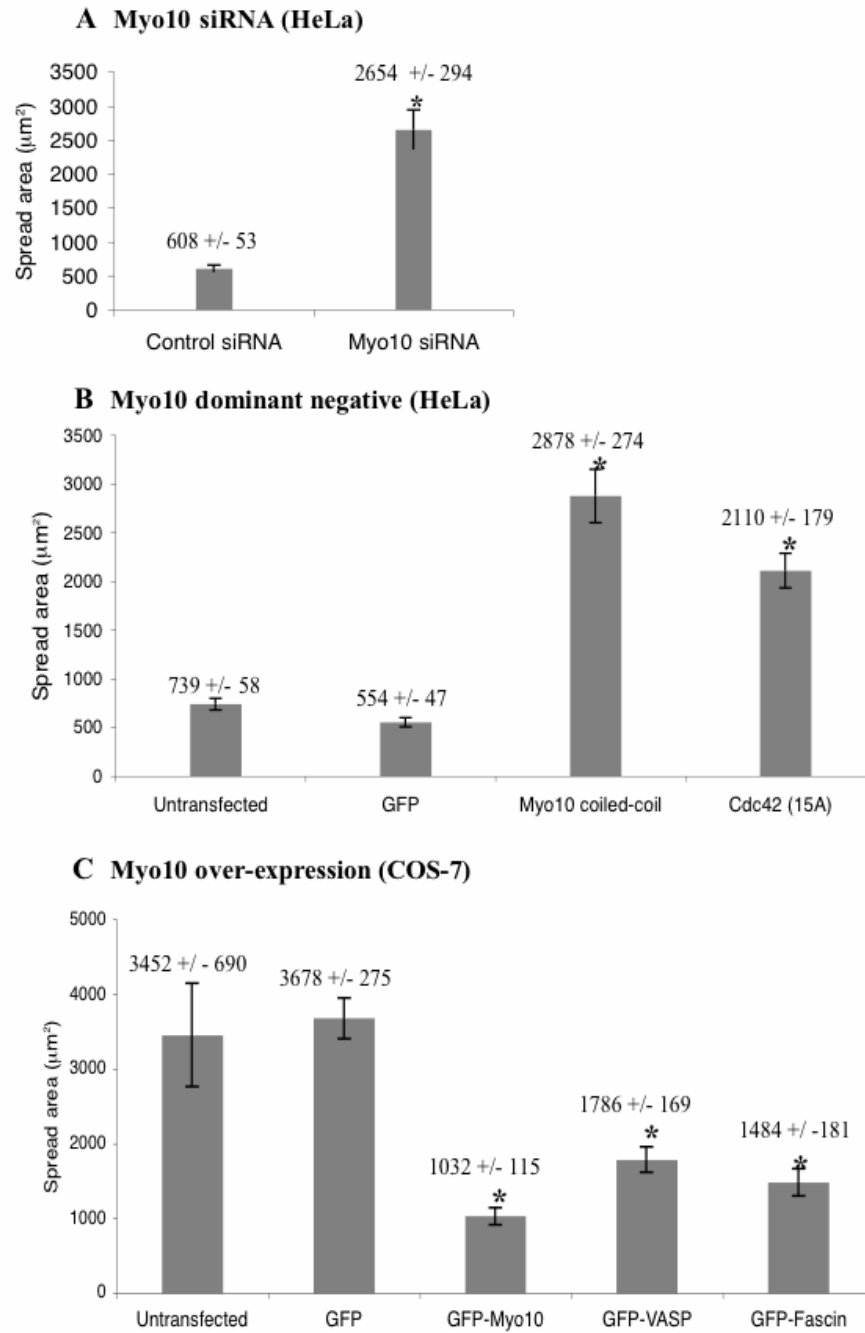 A Myo10 siRNA (HeLa)
3500
3000
2500
2000
1500
1000
500
0
Spread area (μm²)
608 +/- 53
2654 +/- 294
*
Control siRNA Myo10 siRNA
B Myo10 dominant negative (HeLa)
3500
3000
2500
2000
1500
1000
500
0
Spread area (μm²)
739 +/- 58
554 +/- 47
2878 +/- 274
*
2110 +/- 179
*
Untransfected GFP Myo10 coiled-coil Cdc42 (15A)
C Myo10 over-expression (COS-7)
5000
4000
3000
2000
1000
0
Spread area (μm²)
3452 +/ - 690
3678 +/- 275
1032 +/- 115
*
1786 +/- 169
*
1484 +/ -181
*
Untransfected GFP GFP-Myo10 GFP-VASP GFP-Fascin